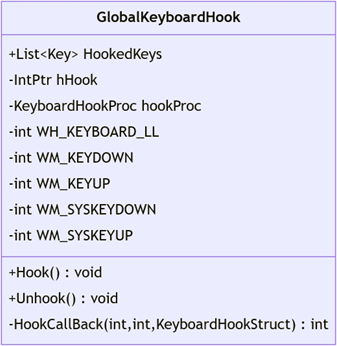 GlobalKeyboardHook
+List<Key> HookedKeys
-IntPtr hHook
-KeyboardHookProc hookProc
-int WH_KEYBOARD_LL
-int WM_KEYDOWN
-int WM_KEYUP
-int WM_SYSKEYDOWN
-int WM_SYSKEYUP
+Hook() : void
+Unhook() : void
-HookCallBack(int,int,KeyboardHookStruct) : int